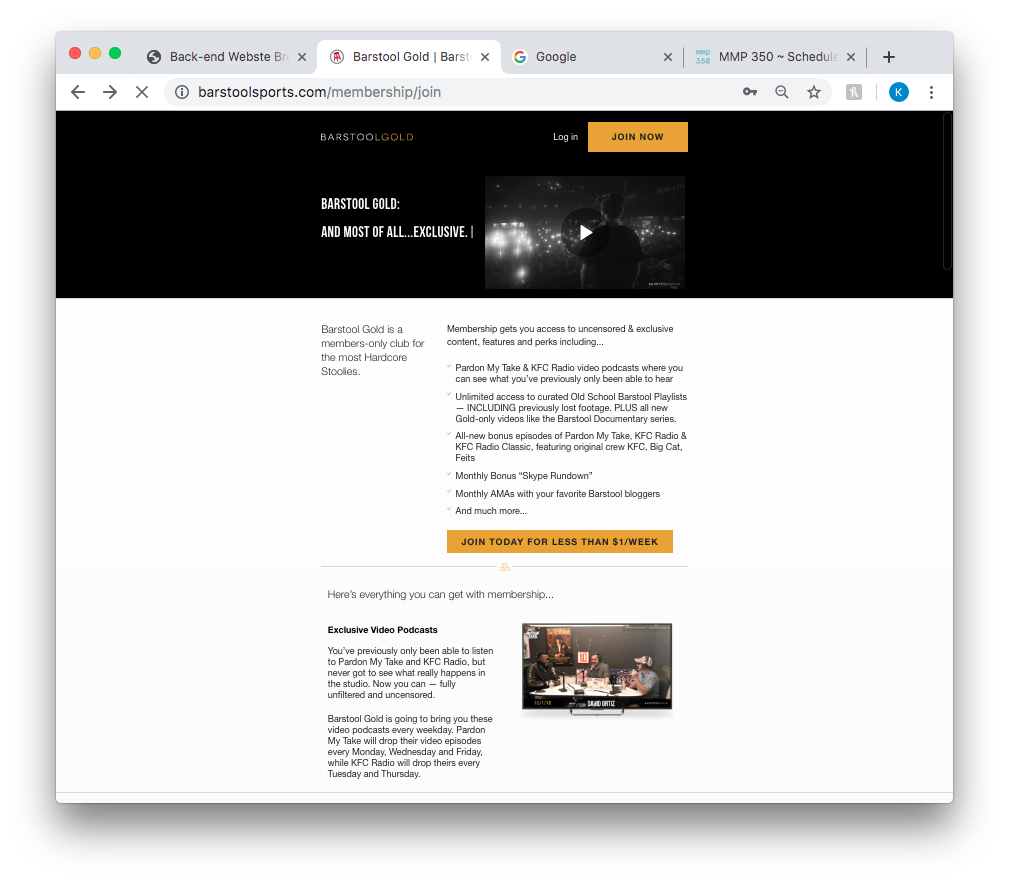 Back-end Webste Br
Barstool Gold | Barst
Google
mmp
350
MMP 350 ~ Schedule
barstoolsports.com/membership/join
K
BARSTOOLGOLD
Log in
JOIN NOW
BARSTOOL GOLD:
AND MOST OF ALL...EXCLUSIVE. |
Barstool Gold is a
members-only club for
the most Hardcore
Stoolies.
Membership gets you access to uncensored & exclusive
content, features and perks including...
Pardon My Take & KFC Radio video podcasts where you
can see what you’ve previously only been able to hear
Unlimited access to curated Old School Barstool Playlists
— INCLUDING previously lost footage. PLUS all new
Gold-only videos like the Barstool Documentary series.
All-new bonus episodes of Pardon My Take, KFC Radio &
KFC Radio Classic, featuring original crew KFC, Big Cat,
Feits
Monthly Bonus “Skype Rundown”
Monthly AMAs with your favorite Barstool bloggers
And much more...
JOIN TODAY FOR LESS THAN $1/WEEK
Here’s everything you can get with membership...
Exclusive Video Podcasts
You’ve previously only been able to listen
to Pardon My Take and KFC Radio, but
never got to see what really happens in
the studio. Now you can — fully
unfiltered and uncensored.
Barstool Gold is going to bring you these
video podcasts every weekday. Pardon
My Take will drop their video episodes
every Monday, Wednesday and Friday,
while KFC Radio will drop theirs every
Tuesday and Thursday.
10
10/1/18
DAVID ORTIZ